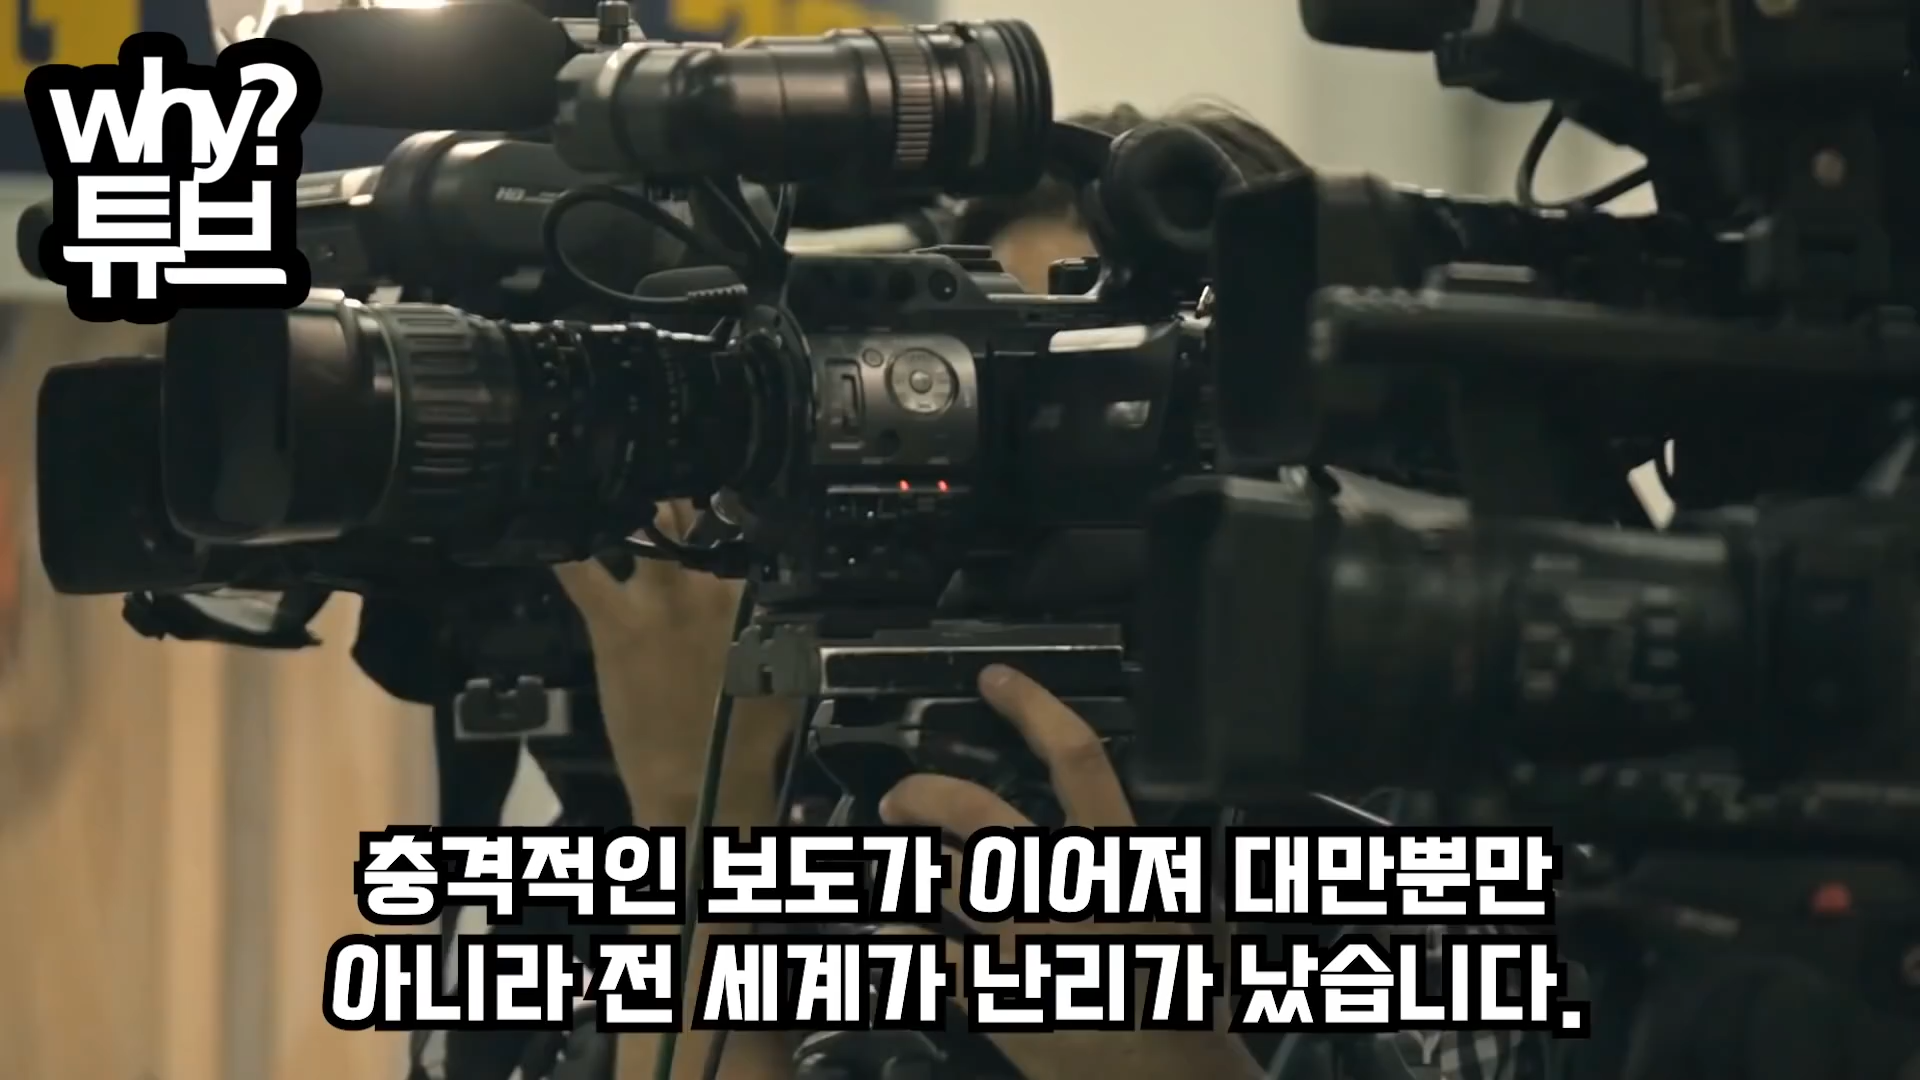 why?
튜브
HD
충격적인 보도가 이어져 대만뿐만
아니라 전 세계가 난리가 났습니다.